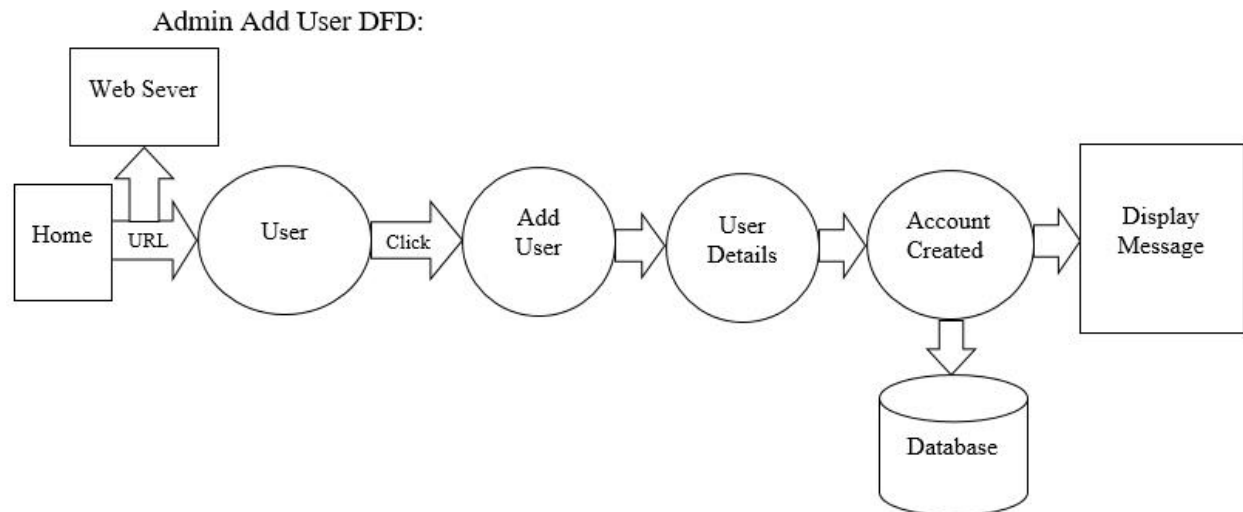 Admin Add User DFD:
Web Sever
Home
URL
User
Click
Add
User
User
Details
Account
Created
Display
Message
Database